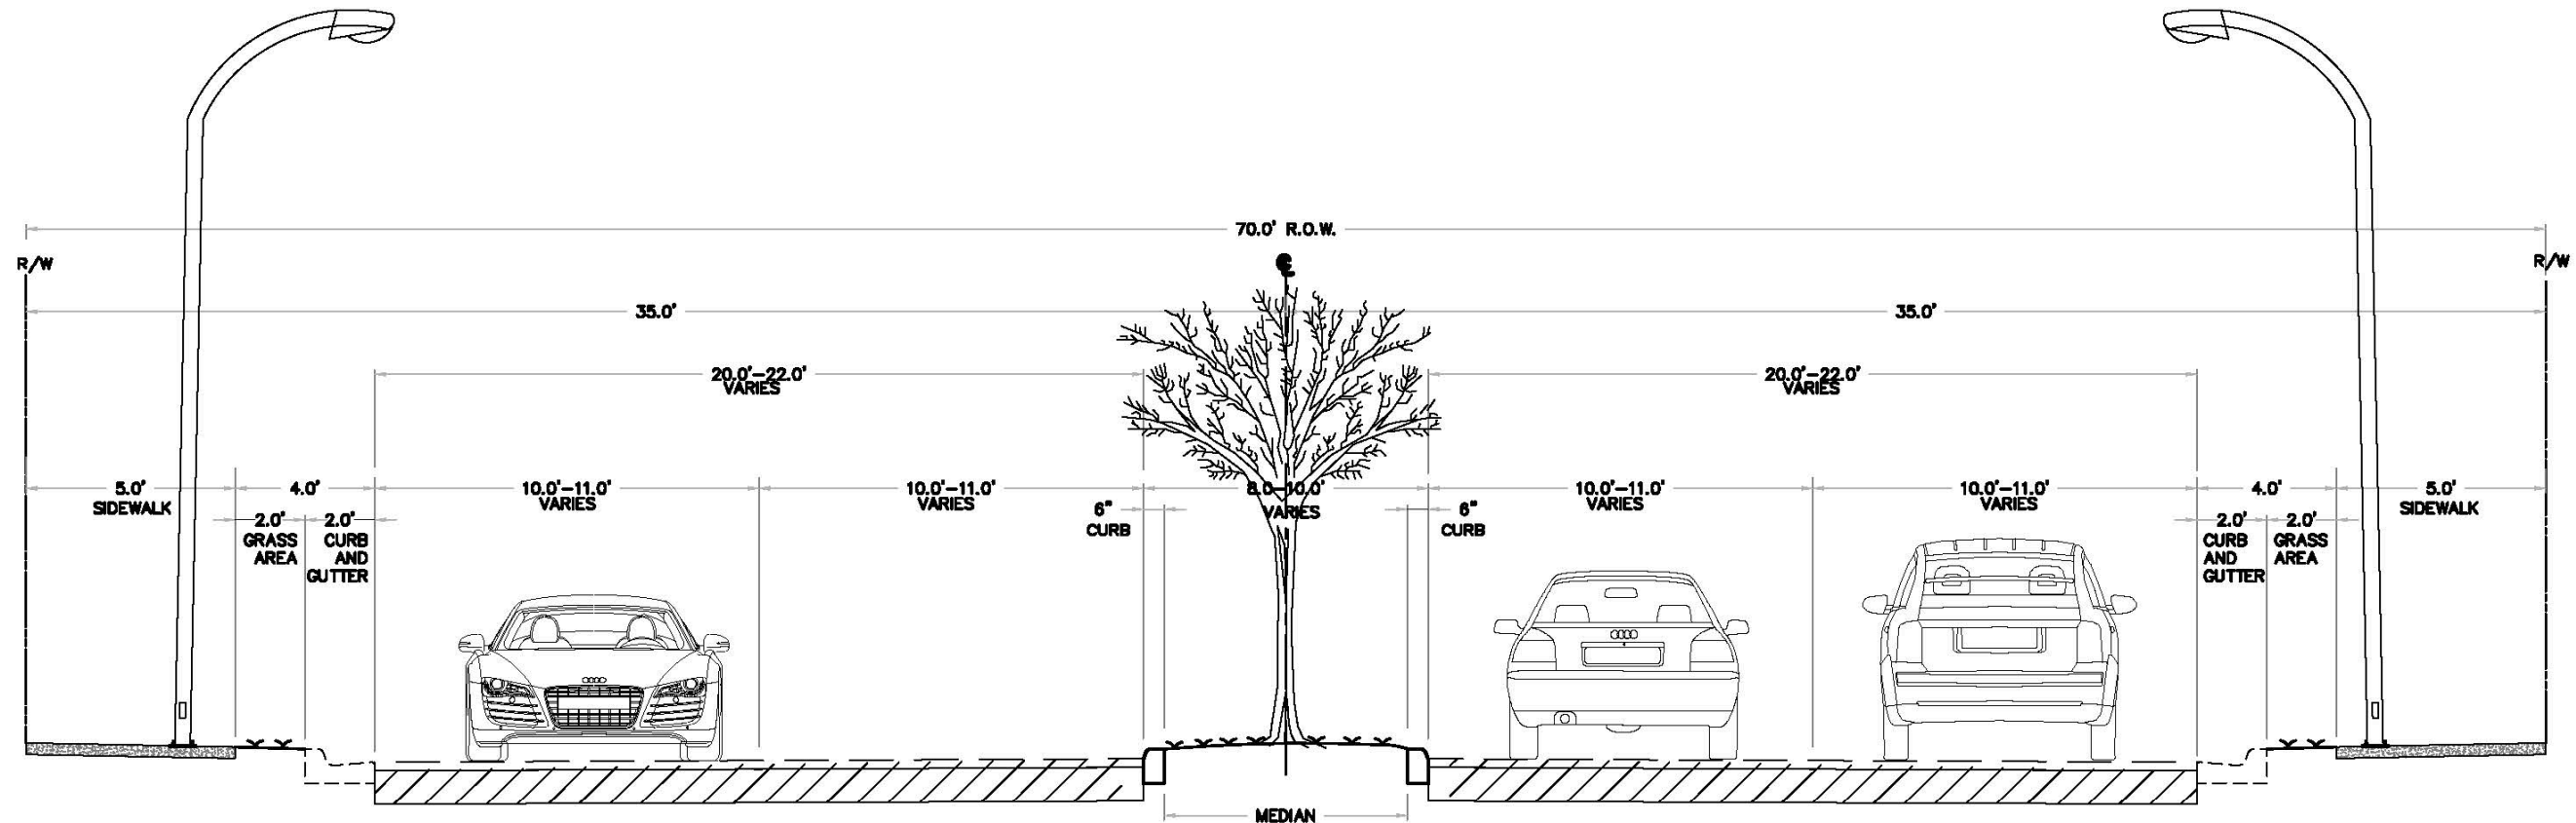 70.0' R.O.W.
R/W
R/W
35.0'
35.0'
20.0'-22.0'
VARIES
20.0'-22.0'
VARIES
5.0'
SIDEWALK
4.0'
10.0'-11.0'
VARIES
10.0'-11.0'
VARIES
8.0-10.0'
VARIES
10.0'-11.0'
VARIES
10.0'-11.0'
VARIES
4.0'
5.0'
SIDEWALK
2.0'
GRASS
AREA
2.0'
CURB
AND
GUTTER
6"
CURB
6"
CURB
2.0'
CURB
AND
GUTTER
2.0'
GRASS
AREA
MEDIAN